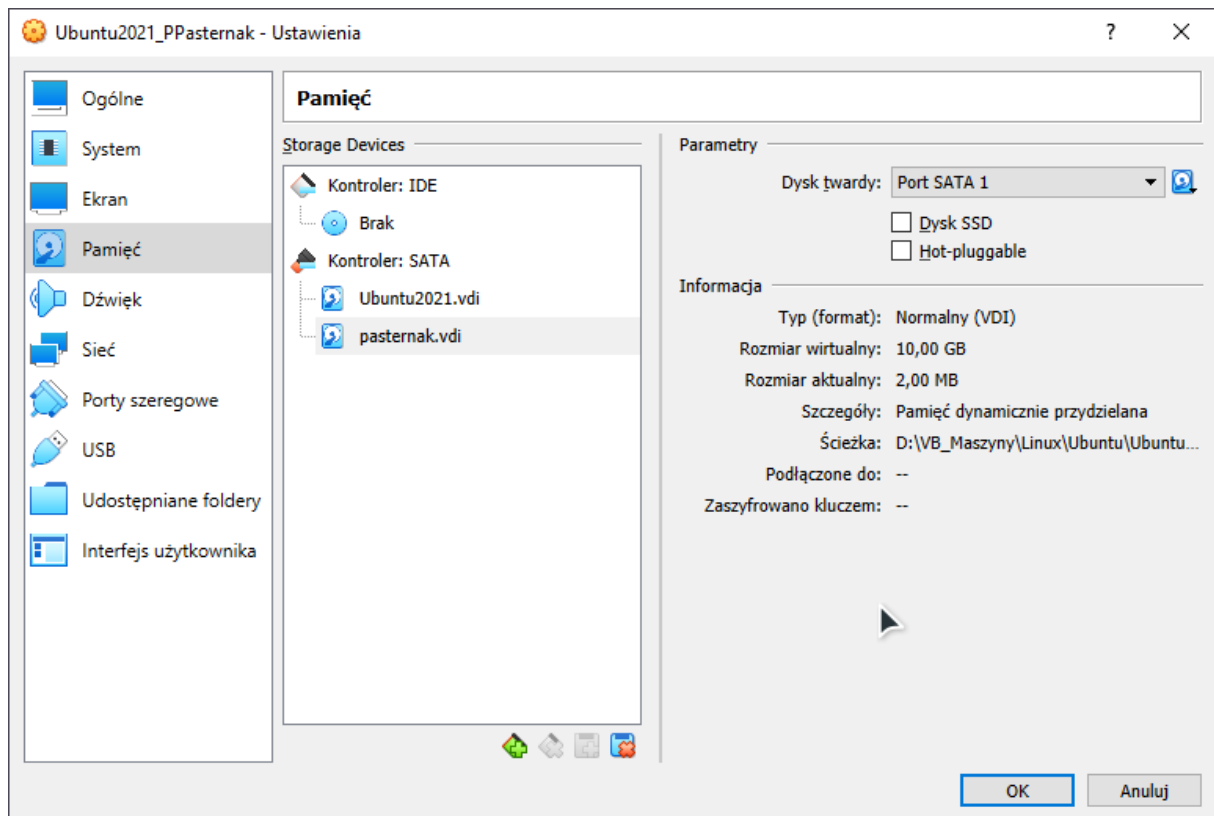 Ubuntu2021_PPasternak - Ustawienia
?
Ogólne
System
Ekran
Pamięć
Dźwięk
Sieć
Porty szeregowe
USB
Udostępniane foldery
Interfejs użytkownika
Pamięć
Storage Devices
Kontroler: IDE
Brak
Kontroler: SATA
Ubuntu2021.vdi
pasternak.vdi
Parametry
Dysk twardy: Port SATA 1
Dysk SSD
Hot-pluggable
Informacja
Typ (format): Normalny (VDI)
Rozmiar wirtualny: 10,00 GB
Rozmiar aktualny: 2,00 MB
Szczegóły: Pamięć dynamicznie przydzielana
Ścieżka: D:\VB_Maszyny\Linux\Ubuntu\Ubuntu...
Podłączone do: --
Zaszyfrowano kluczem: --
OK
Anuluj